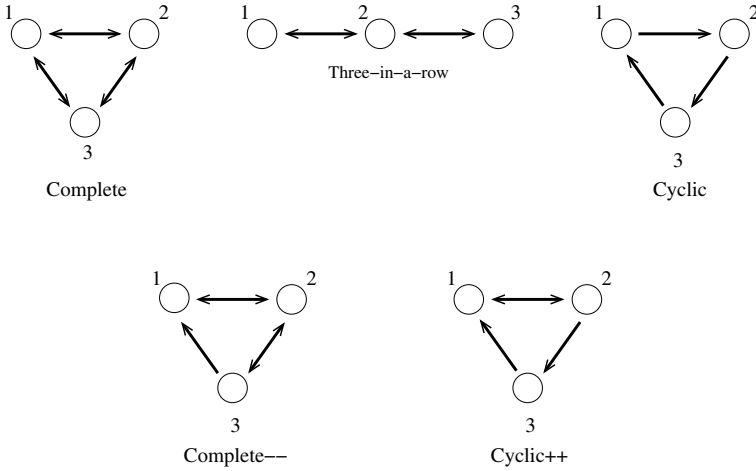 1 2 1 2 3 1 2
Three-in-a-row
3 3
Complete Cyclic
1 2 1 2
3 3
Complete-- Cyclic++